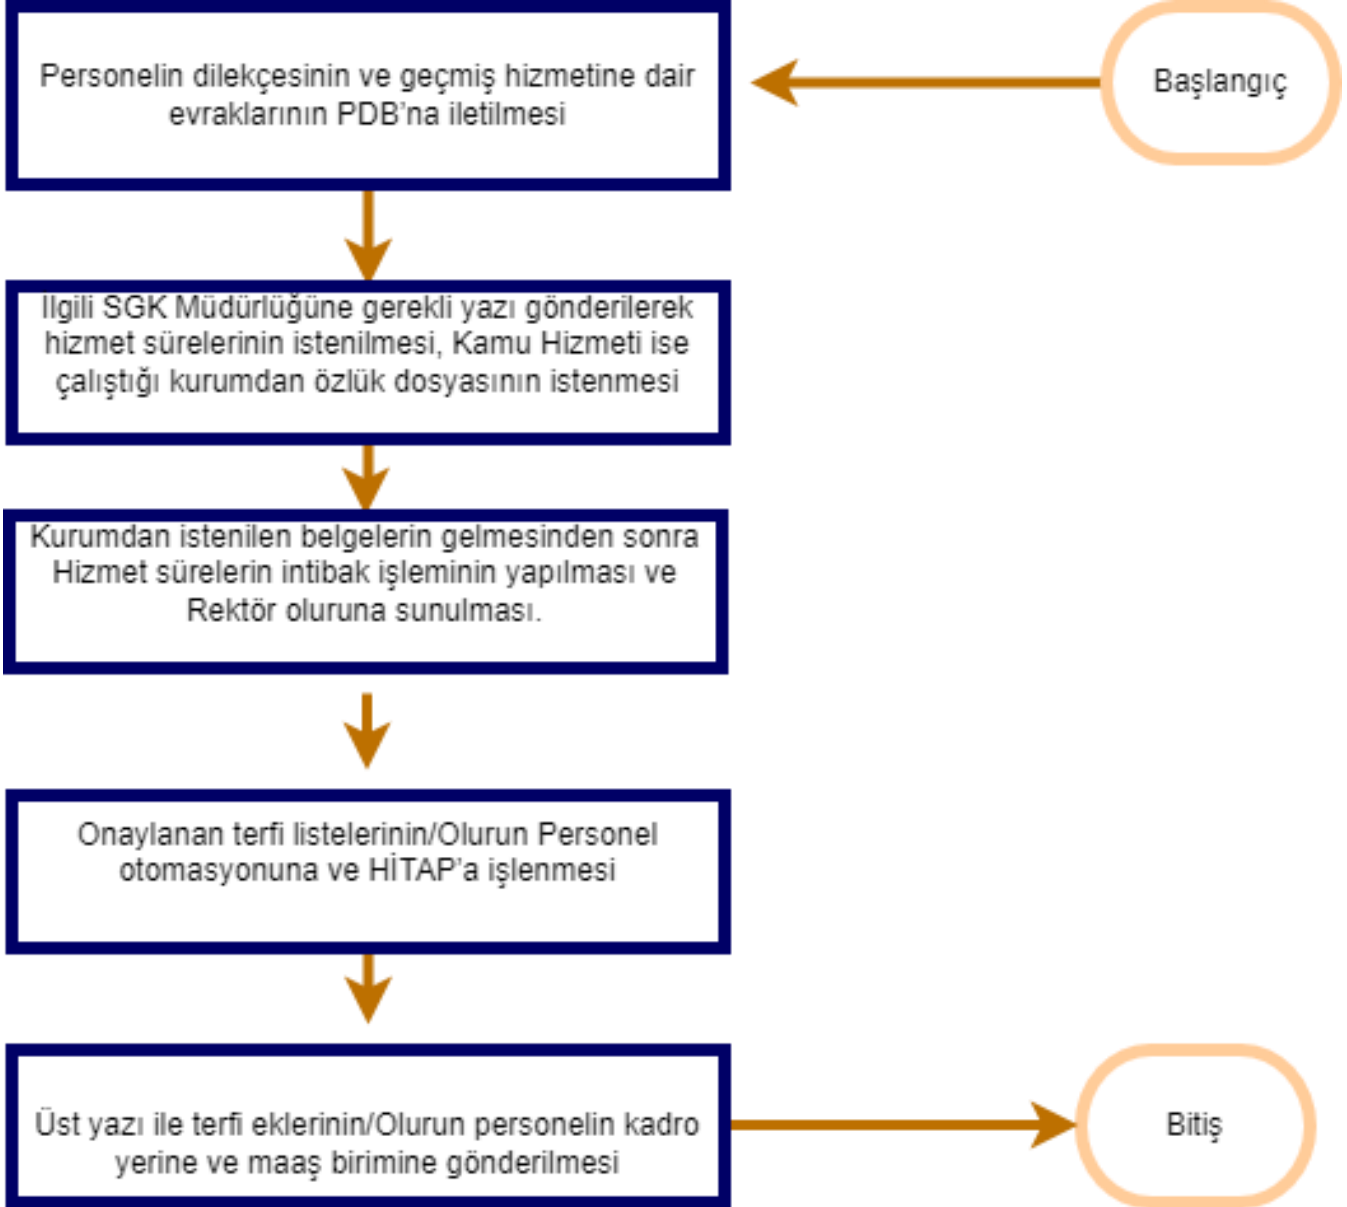 Başlangıç
Personelin dilekçesinin ve geçmiş hizmetine dair
evraklarının PDB'na iletilmesi
İlgili SGK Müdürlüğüne gerekli yazı gönderilerek
hizmet sürelerinin istenilmesi, Kamu Hizmeti ise
çalıştığı kurumdan özlük dosyasının istenmesi
Kurumdan istenilen belgelerin gelmesinden sonra
Hizmet sürelerin intibak işleminin yapılması ve
Rektör oluruna sunulması.
Onaylanan terfi listelerinin/Olurun Personel
otomasyonuna ve HİTAP'a işlenmesi
Üst yazı ile terfi eklerinin/Olurun personelin kadro
yerine ve maaş birimine gönderilmesi
Bitiş